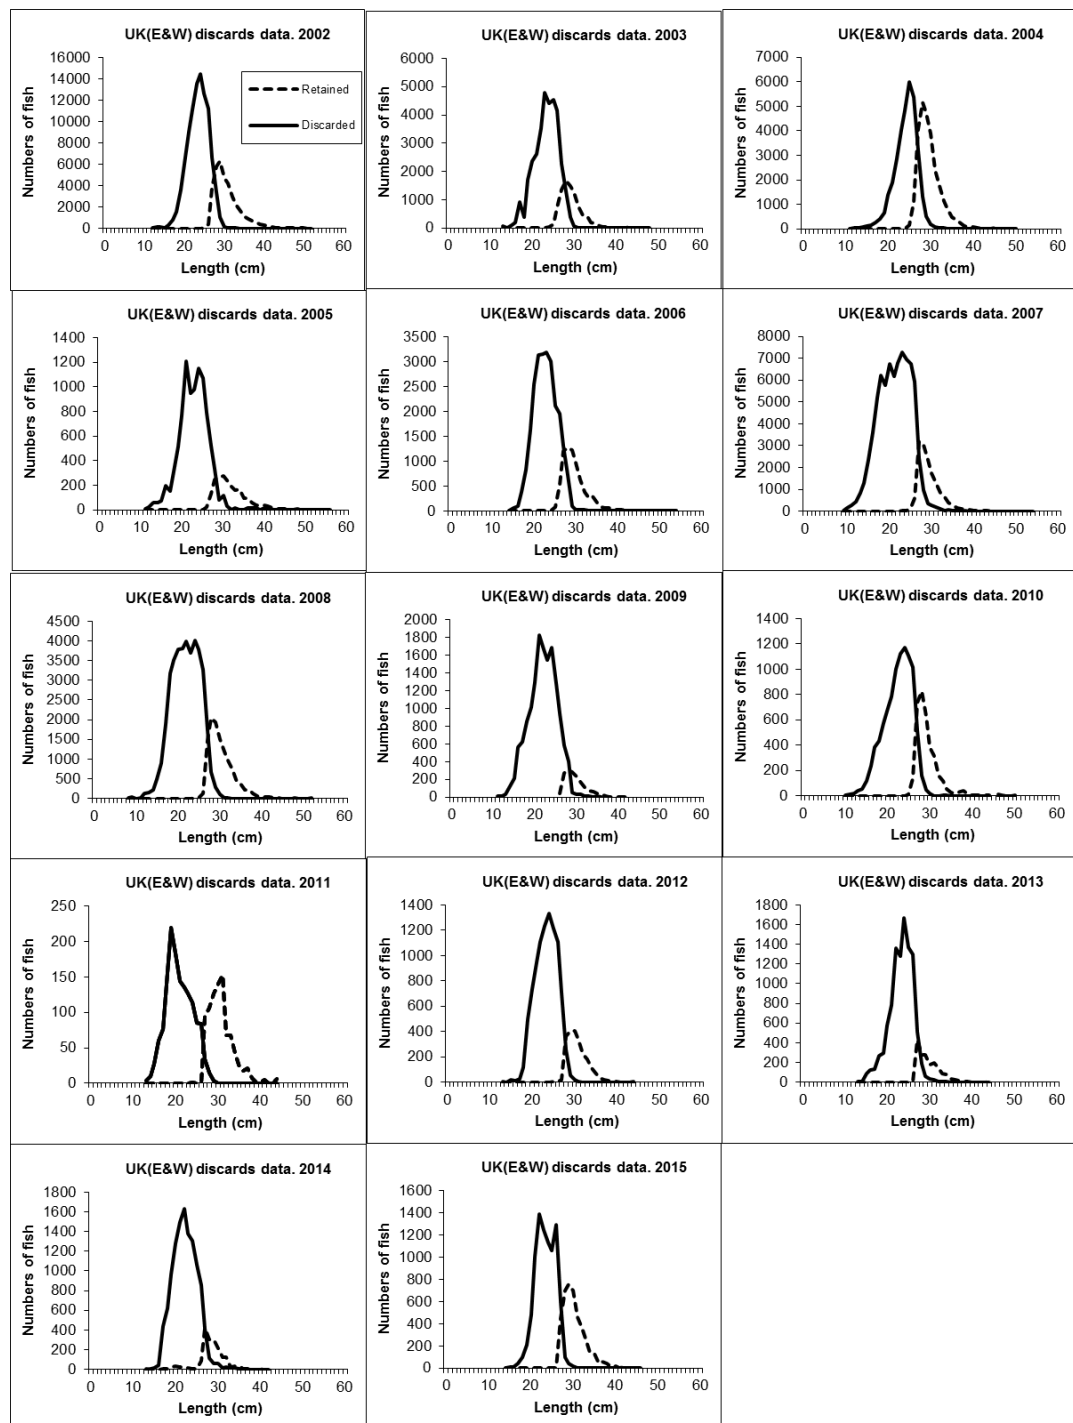 UK(E&W) discards data. 2002
Numbers of fish
16000
14000
12000
10000
8000
6000
4000
2000
0
Retained
Discarded
0 10 20 30 40 50 60
Length (cm)
UK(E&W) discards data. 2003
Numbers of fish
6000
5000
4000
3000
2000
1000
0
0 10 20 30 40 50 60
Length (cm)
UK(E&W) discards data. 2004
Numbers of fish
7000
6000
5000
4000
3000
2000
1000
0
0 10 20 30 40 50 60
Length (cm)
UK(E&W) discards data. 2005
Numbers of fish
1400
1200
1000
800
600
400
200
0
0 10 20 30 40 50 60
Length (cm)
UK(E&W) discards data. 2006
Numbers of fish
3500
3000
2500
2000
1500
1000
500
0
0 10 20 30 40 50 60
Length (cm)
UK(E&W) discards data. 2007
Numbers of fish
8000
7000
6000
5000
4000
3000
2000
1000
0
0 10 20 30 40 50 60
Length (cm)
UK(E&W) discards data. 2008
Numbers of fish
4500
4000
3500
3000
2500
2000
1500
1000
500
0
0 10 20 30 40 50 60
Length (cm)
UK(E&W) discards data. 2009
Numbers of fish
2000
1800
1600
1400
1200
1000
800
600
400
200
0
0 10 20 30 40 50 60
Length (cm)
UK(E&W) discards data. 2010
Numbers of fish
1400
1200
1000
800
600
400
200
0
0 10 20 30 40 50 60
Length (cm)
UK(E&W) discards data. 2011
Numbers of fish
250
200
150
100
50
0
0 10 20 30 40 50 60
Length (cm)
UK(E&W) discards data. 2012
Numbers of fish
1400
1200
1000
800
600
400
200
0
0 10 20 30 40 50 60
Length (cm)
UK(E&W) discards data. 2013
Numbers of fish
1800
1600
1400
1200
1000
800
600
400
200
0
0 10 20 30 40 50 60
Length (cm)
UK(E&W) discards data. 2014
Numbers of fish
1800
1600
1400
1200
1000
800
600
400
200
0
0 10 20 30 40 50 60
Length (cm)
UK(E&W) discards data. 2015
Numbers of fish
1600
1400
1200
1000
800
600
400
200
0
0 10 20 30 40 50 60
Length (cm)